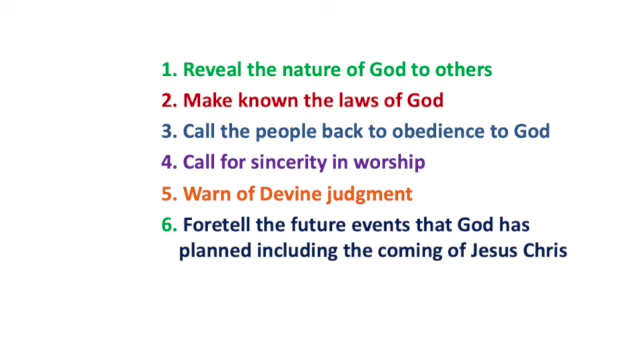 1. Reveal the nature of God to others
2. Make known the laws of God
3. Call the people back to obedience to God
4. Call for sincerity in worship
5. Warn of Devine judgment
6. Foretell the future events that God has
planned including the coming of Jesus Chris